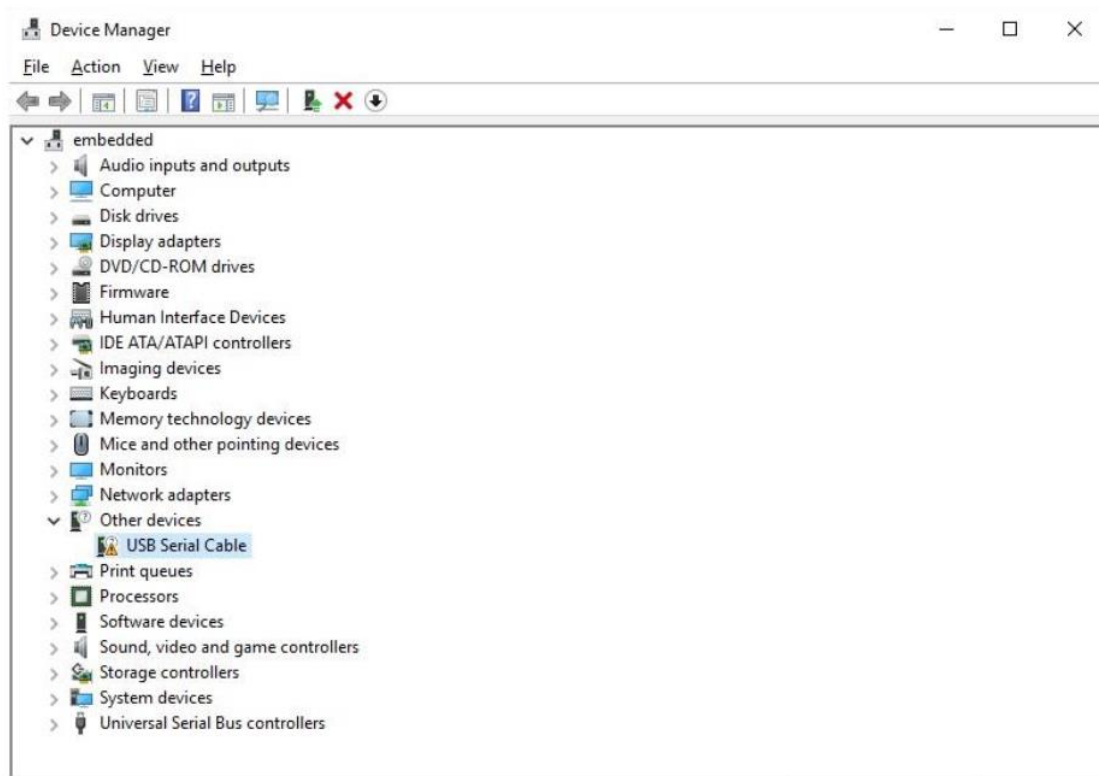 Device Manager
File Action View Help
embedded
Audio inputs and outputs
Computer
Disk drives
Display adapters
DVD/CD-ROM drives
Firmware
Human Interface Devices
IDE ATA/ATAPI controllers
Imaging devices
Keyboards
Memory technology devices
Mice and other pointing devices
Monitors
Network adapters
Other devices
USB Serial Cable
Print queues
Processors
Software devices
Sound, video and game controllers
Storage controllers
System devices
Universal Serial Bus controllers